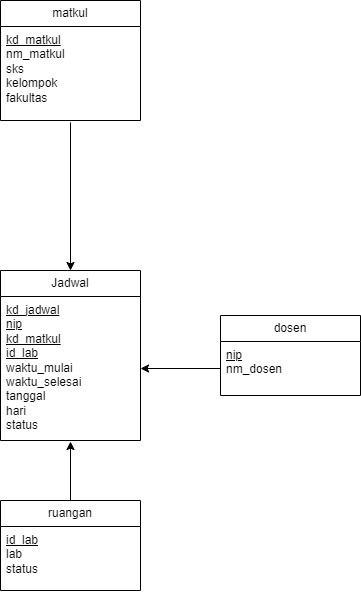 matkul
kd_matkul
nm_matkul
sks
kelompok
fakultas
Jadwal
kd_jadwal
nip
kd_matkul
id_lab
waktu_mulai
waktu_selesai
tanggal
hari
status
dosen
nip
nm_dosen
ruangan
id_lab
lab
status